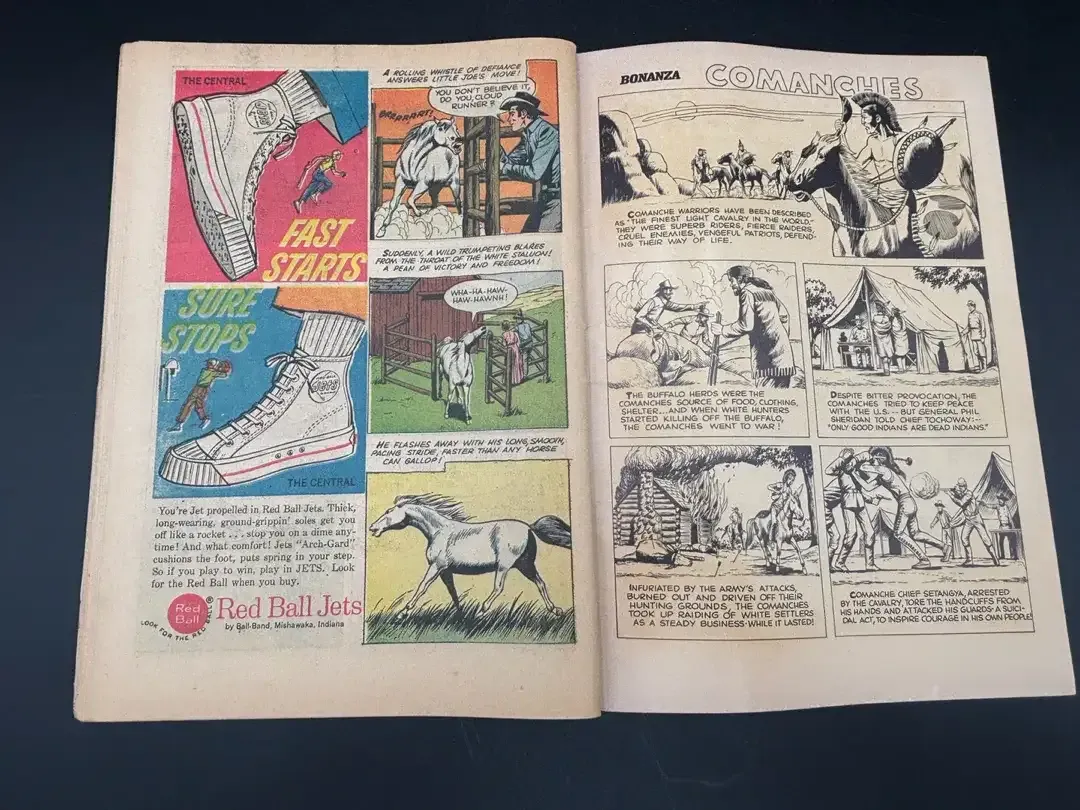 THE CENTRAL
FAST
STARTS
SURE
STOPS
THE CENTRAL
You're Jet propelled in Red Ball Jets. Thick,
long-wearing, ground-grippin' soles get you
off like a rocket . . . stop you on a dime any-
time! And what comfort! Jets "Arch-Gard"
cushions the foot, puts spring in your step.
So if you play to win, play in JETS. Look
for the Red Ball when you buy.
Red
Ball
LOOK FOR THE RED BALL
Red Ball Jets
by Ball-Band, Mishawaka, Indiana
A ROLLING WHISTLE OF DEFIANCE
ANSWERS LITTLE JOE'S MOVE!
YOU DON'T BELIEVE IT,
DO YOU, CLOUD
RUNNER?
SUDDENLY, A WILD TRUMPETING BLARES
FROM THE THROAT OF THE WHITE STALLION!
A PEAN OF VICTORY AND FREEDOM!
WHA-HA-HAW-
HAW-HAWNH!
HE FLASHES AWAY WITH HIS LONG, SMOOTH,
PACING STRIDE, FASTER THAN ANY HORSE
CAN GALLOP!
BONANZA COMANCHES
COMANCHE WARRIORS HAVE BEEN DESCRIBED
AS "THE FINEST LIGHT CAVALRY IN THE WORLD."
THEY WERE SUPERB RIDERS, FIERCE RAIDERS,
CRUEL ENEMIES, VENGEFUL PATRIOTS, DEFEND-
ING THEIR WAY OF LIFE.
THE BUFFALO HERDS WERE THE
COMANCHES SOURCE OF FOOD, CLOTHING,
SHELTER...AND WHEN WHITE HUNTERS
STARTED KILLING OFF THE BUFFALO,
THE COMANCHES WENT TO WAR!
DESPITE BITTER PROVOCATION, THE
COMANCHES TRIED TO KEEP PEACE
WITH THE U.S.--BUT GENERAL PHIL
SHERIDAN TOLD CHIEF TOCHOWAY:--
"ONLY GOOD INDIANS ARE DEAD INDIANS."
INFURIATED BY THE ARMY'S ATTACKS,
BURNED OUT AND DRIVEN OFF THEIR
HUNTING GROUNDS, THE COMANCHES
TOOK UP RAIDING OF WHITE SETTLERS
AS A STEADY BUSINESS-WHILE IT LASTED!
COMANCHE CHIEF SETANGYA, ARRESTED
BY THE CAVALRY, TORE THE HANDCUFFS FROM
HIS HANDS AND ATTACKED HIS GUARDS-A SUICI-
DAL ACT, TO INSPIRE COURAGE IN HIS OWN PEOPLE!